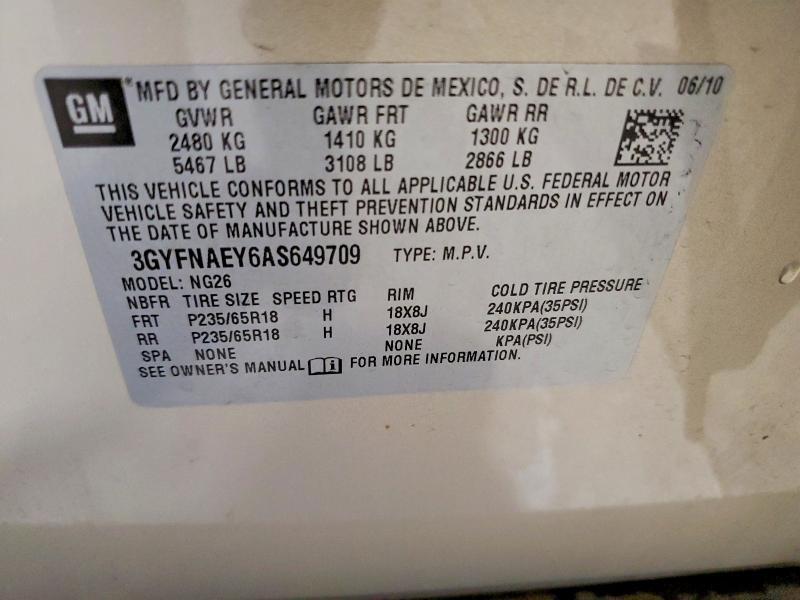 GM MFD BY GENERAL MOTORS DE MEXICO, S. DE R.L. DE C.V. 06/10
GVWR GAWR FRT GAWR RR
2480 KG 1410 KG 1300 KG
5467 LB 3108 LB 2866 LB
THIS VEHICLE CONFORMS TO ALL APPLICABLE U.S. FEDERAL MOTOR
VEHICLE SAFETY AND THEFT PREVENTION STANDARDS IN EFFECT ON
THE DATE OF MANUFACTURE SHOWN ABOVE.
3GYFNAEY6AS649709 TYPE: M.P.V.
MODEL: NG26
NBFR TIRE SIZE SPEED RTG RIM COLD TIRE PRESSURE
FRT P235/65R18 H 18X8J 240KPA(35PSI)
RR P235/65R18 H 18X8J 240KPA(35PSI)
SPA NONE NONE KPA(PSI)
SEE OWNER'S MANUAL i FOR MORE INFORMATION.